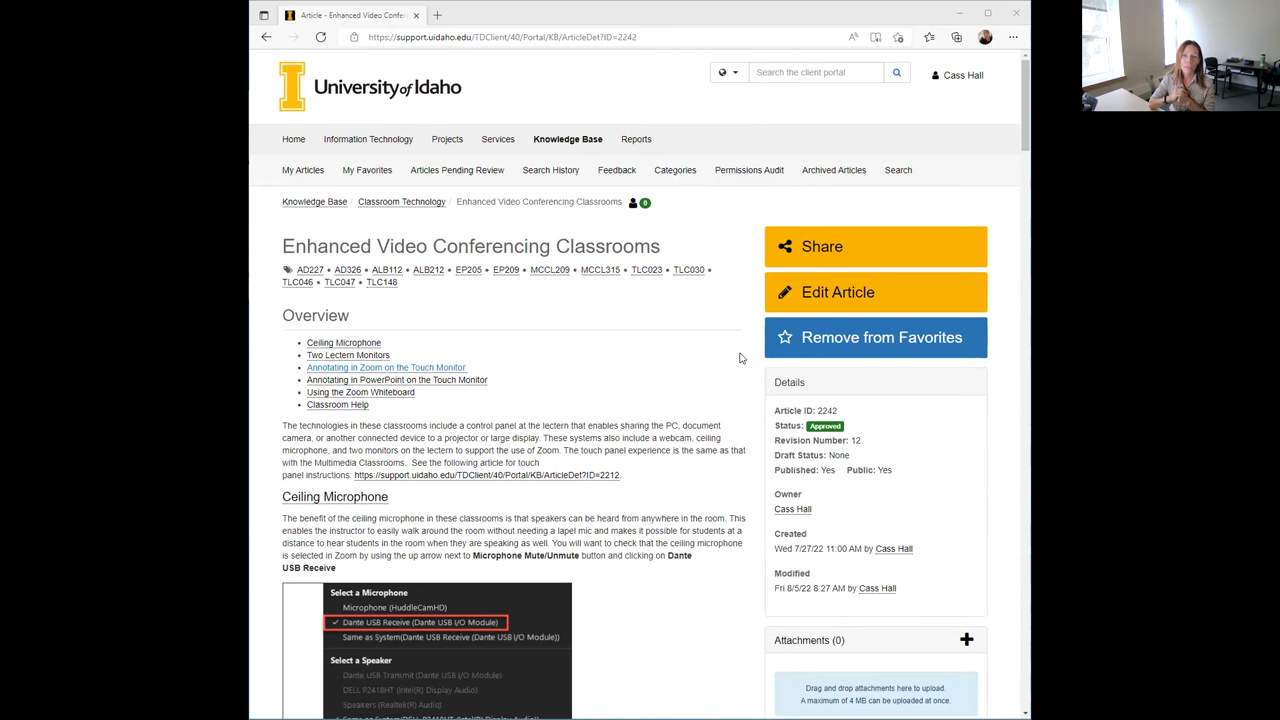 Article - Enhanced Video Confere
https://support.uidaho.edu/TDClient/40/Portal/KB/ArticleDet?ID=2242
University of Idaho
Search the client portal
Cass Hall
Home Information Technology Projects Services Knowledge Base Reports
My Articles My Favorites Articles Pending Review Search History Feedback Categories Permissions Audit Archived Articles Search
Knowledge Base / Classroom Technology / Enhanced Video Conferencing Classrooms 0
Enhanced Video Conferencing Classrooms
AD227 • AD326 • ALB112 • ALB212 • EP205 • EP209 • MCCL209 • MCCL315 • TLC023 • TLC030 •
TLC046 • TLC047 • TLC148
Overview
• Ceiling Microphone
• Two Lectern Monitors
• Annotating in Zoom on the Touch Monitor
• Annotating in PowerPoint on the Touch Monitor
• Using the Zoom Whiteboard
• Classroom Help
The technologies in these classrooms include a control panel at the lectern that enables sharing the PC, document
camera, or another connected device to a projector or large display. These systems also include a webcam, ceiling
microphone, and two monitors on the lectern to support the use of Zoom. The touch panel experience is the same as that
with the Multimedia Classrooms. See the following article for touch
panel instructions: https://support.uidaho.edu/TDClient/40/Portal/KB/ArticleDet?ID=2212.
Ceiling Microphone
The benefit of the ceiling microphone in these classrooms is that speakers can be heard from anywhere in the room. This
enables the instructor to easily walk around the room without needing a lapel mic and makes it possible for students at a
distance to hear students in the room when they are speaking as well. You will want to check that the ceiling microphone
is selected in Zoom by using the up arrow next to Microphone Mute/Unmute button and clicking on Dante
USB Receive
Select a Microphone
Microphone (HuddleCamHD)
✓ Dante USB Receive (Dante USB I/O Module)
Same as System(Dante USB Receive (Dante USB I/O Module))
Select a Speaker
Dante USB Transmit (Dante USB I/O Module)
DELL P2418HT (Intel(R) Display Audio)
Speakers (Realtek(R) Audio)
Share
Edit Article
Remove from Favorites
Details
Article ID: 2242
Status: Approved
Revision Number: 12
Draft Status: None
Published: Yes Public: Yes
Owner
Cass Hall
Created
Wed 7/27/22 11:00 AM by Cass Hall
Modified
Fri 8/5/22 8:27 AM by Cass Hall
Attachments (0)
Drag and drop attachments here to upload.
A maximum of 4 MB can be uploaded at once.